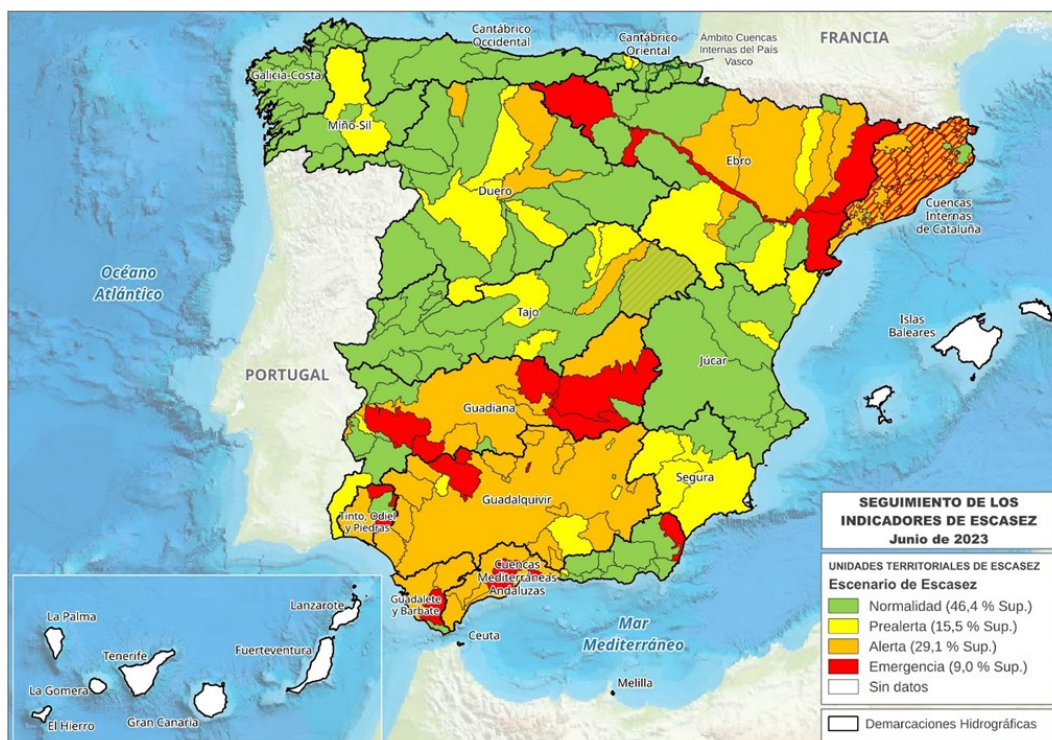 Cantábrico
Occidental
Cantábrico
Oriental
Ámbito Cuencas
Internas del País
Vasco
FRANCIA
Galicia-Costa
Miño-Sil
Duero
Ebro
Cuencas
Internas
de Cataluña
Océano
Atlántico
Tajo
Islas
Baleares
PORTUGAL
Júcar
Guadiana
Segura
Guadalquivir
Tinto, Odiel
y Piedras
Cuencas
Mediterráneas
Andaluzas
Guadalete
y Barbate
Ceuta
Mar
Mediterráneo
Melilla
La Palma
Lanzarote
Tenerife
Fuerteventura
La Gomera
El Hierro
Gran Canaria
SEGUIMIENTO DE LOS
INDICADORES DE ESCASEZ
Junio de 2023
UNIDADES TERRITORIALES DE ESCASEZ
Escenario de Escasez
Normalidad (46,4 % Sup.)
Prealerta (15,5 % Sup.)
Alerta (29,1 % Sup.)
Emergencia (9,0 % Sup.)
Sin datos
Demarcaciones Hidrográficas